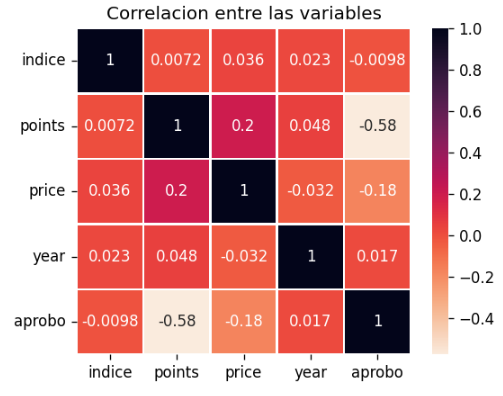 Correlacion entre las variables
indice 1 0.0072 0.036 0.023 -0.0098
points 0.0072 1 0.2 0.048 -0.58
price 0.036 0.2 1 -0.032 -0.18
year 0.023 0.048 -0.032 1 0.017
aprobo -0.0098 -0.58 -0.18 0.017 1
indice points price year aprobo
1.0
0.8
0.6
0.4
0.2
0.0
−0.2
−0.4